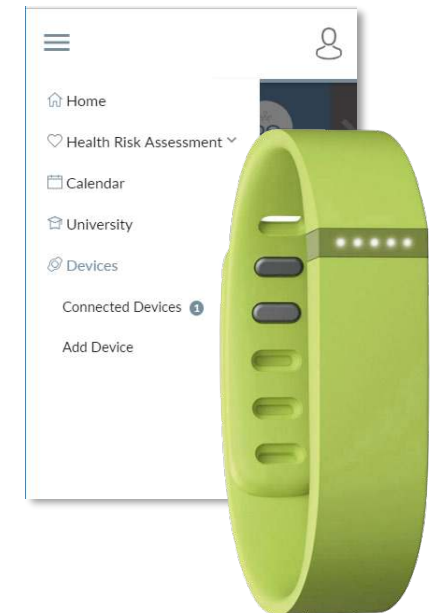 Home
Health Risk Assessment
Calendar
University
Devices
Connected Devices 1
Add Device